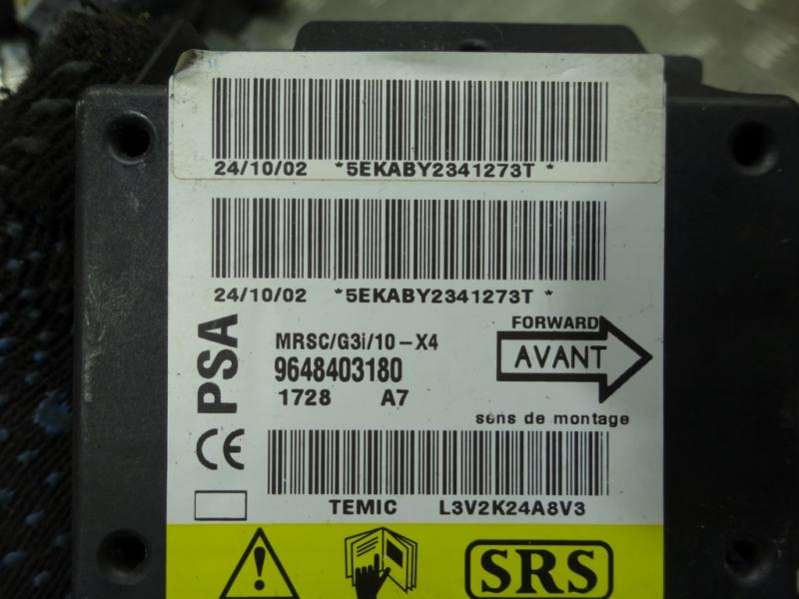 24/10/02 *5EKABY2341273T *
24/10/02 *5EKABY2341273T *
PSA
MRSC/G3i/10-X4
9648403180
1728 A7
FORWARD
AVANT
sens de montage
CE
TEMIC L3V2K24A8V3
SRS